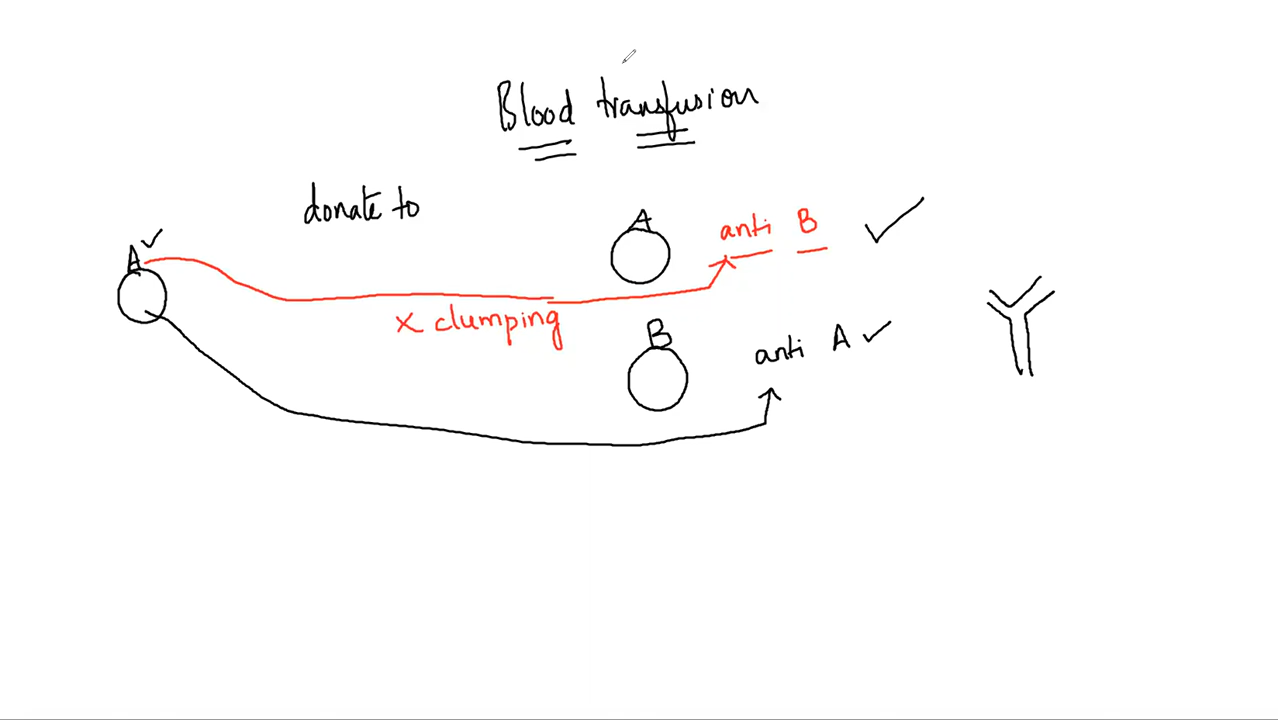 Blood transfusion
donate to
A
A
anti B
x clumping
B
anti A